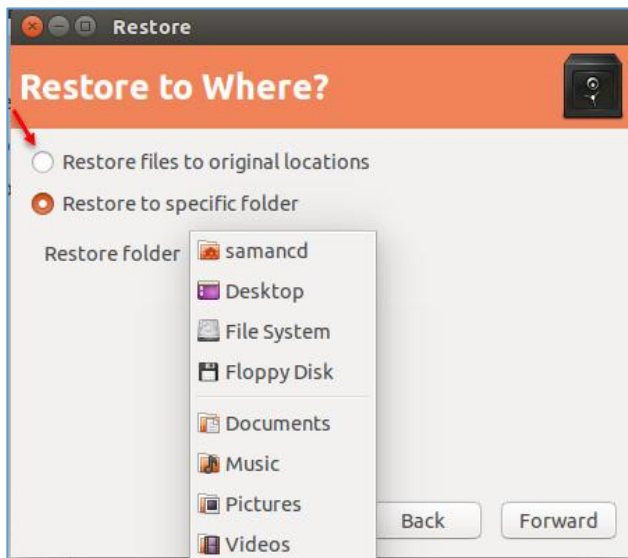 Restore
Restore to Where?
Restore files to original locations
Restore to specific folder
Restore folder
samancd
Desktop
File System
Floppy Disk
Documents
Music
Pictures
Videos
Back
Forward